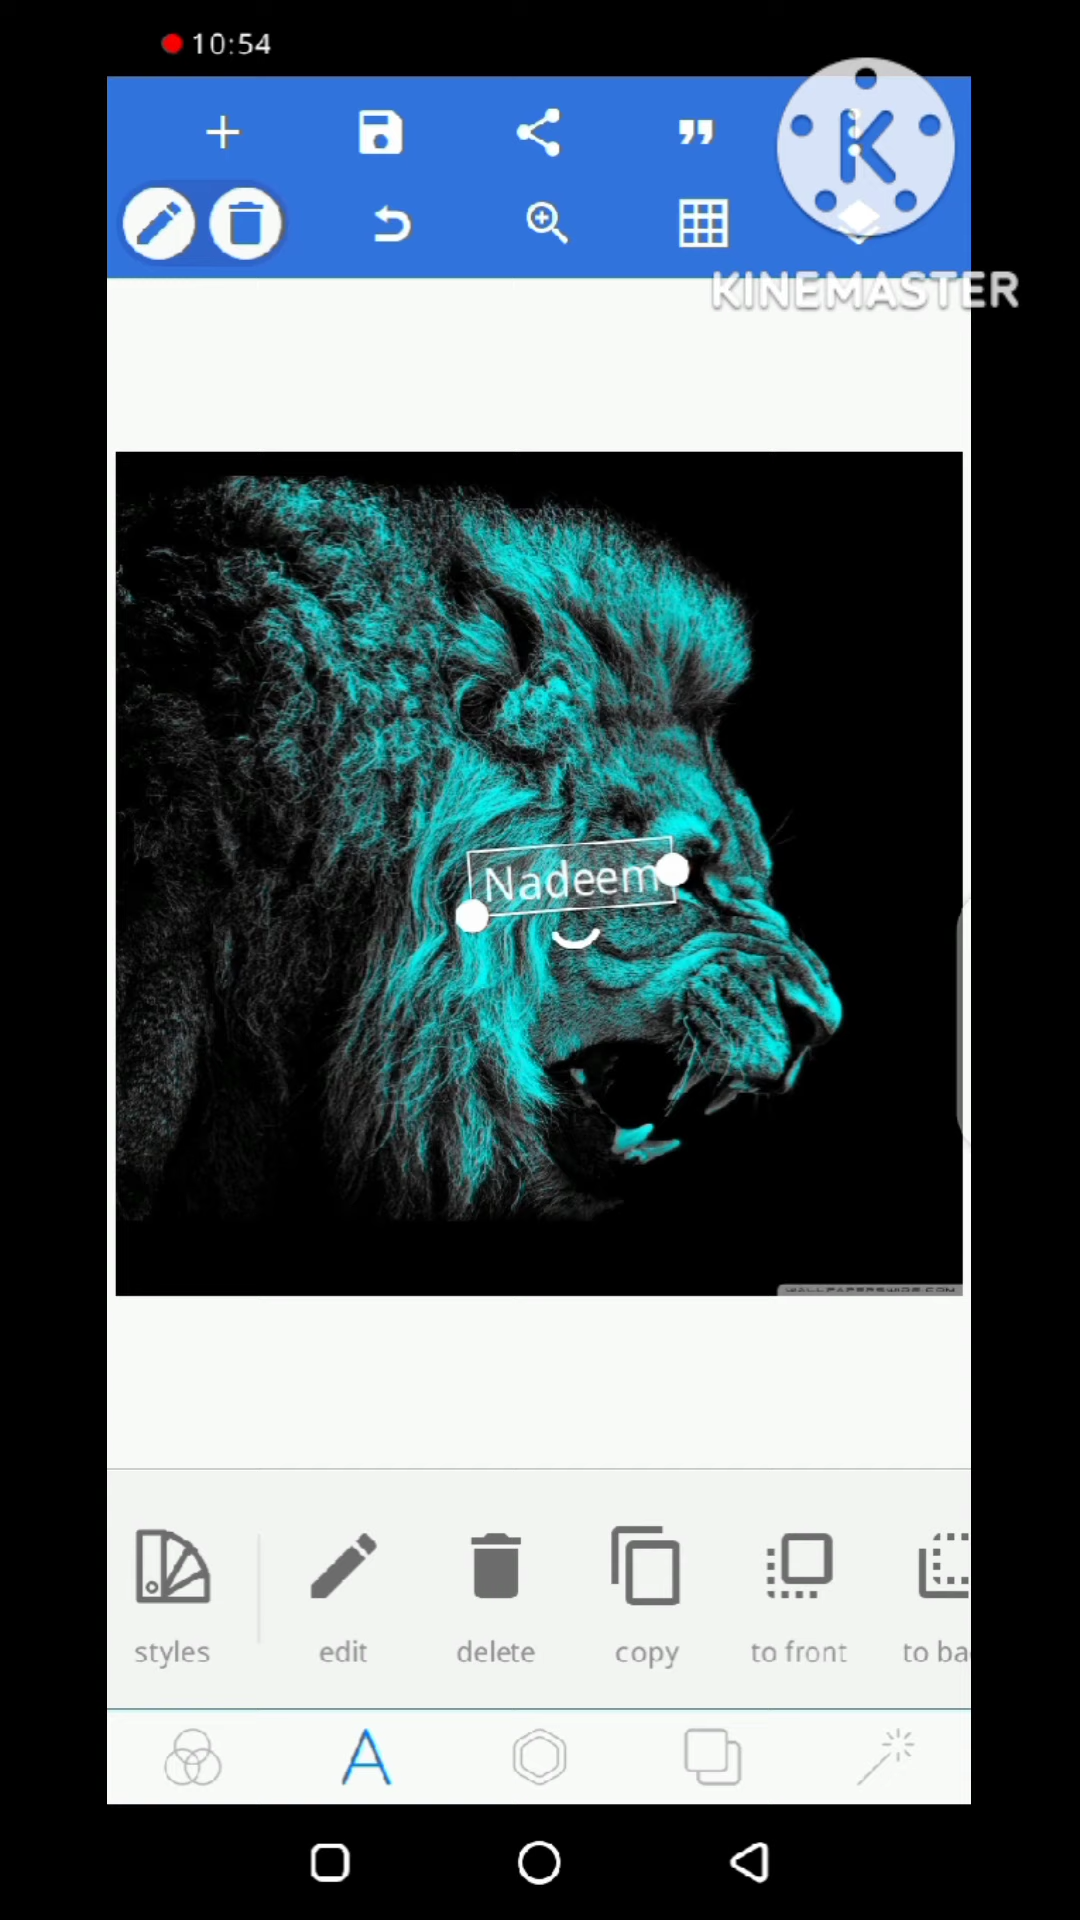 10:54
KINEMASTER
Nadeem
styles
edit
delete
copy
to front
to ba